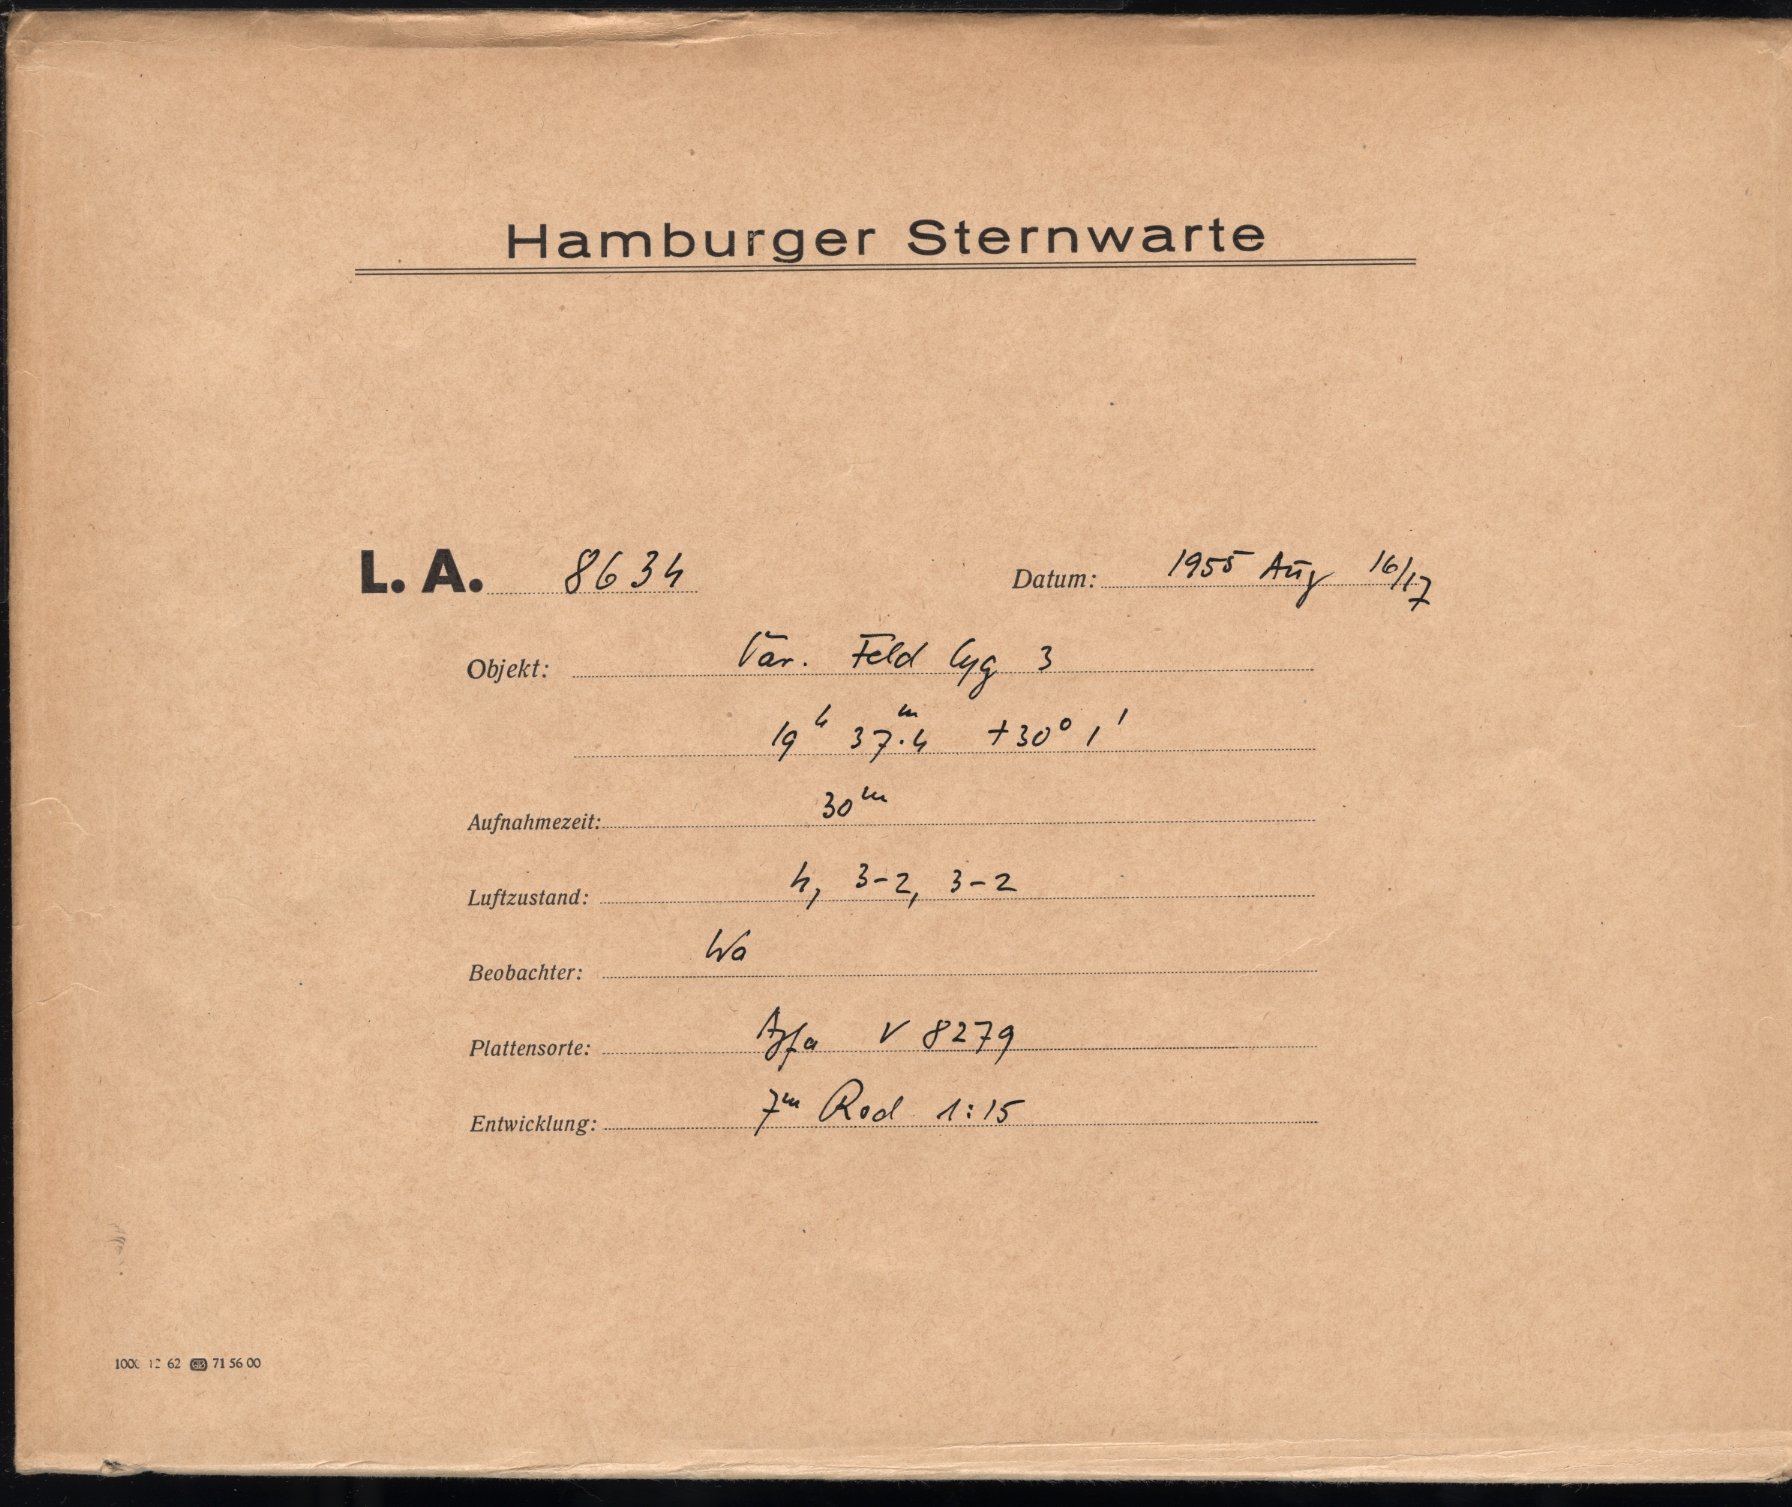 Hamburger Sternwarte
L. A. 8634 Datum: 1955 Aug 16/17
Objekt: Var. Feld Cyg 3
19ʰ 37ᵐ.4 +30° 1'
Aufnahmezeit: 30ᵐ
Luftzustand: 4, 3-2, 3-2
Beobachter: Wa
Plattensorte: Agfa V 8279
Entwicklung: 7ᵐ Rod 1:15
12 62 71 56 00